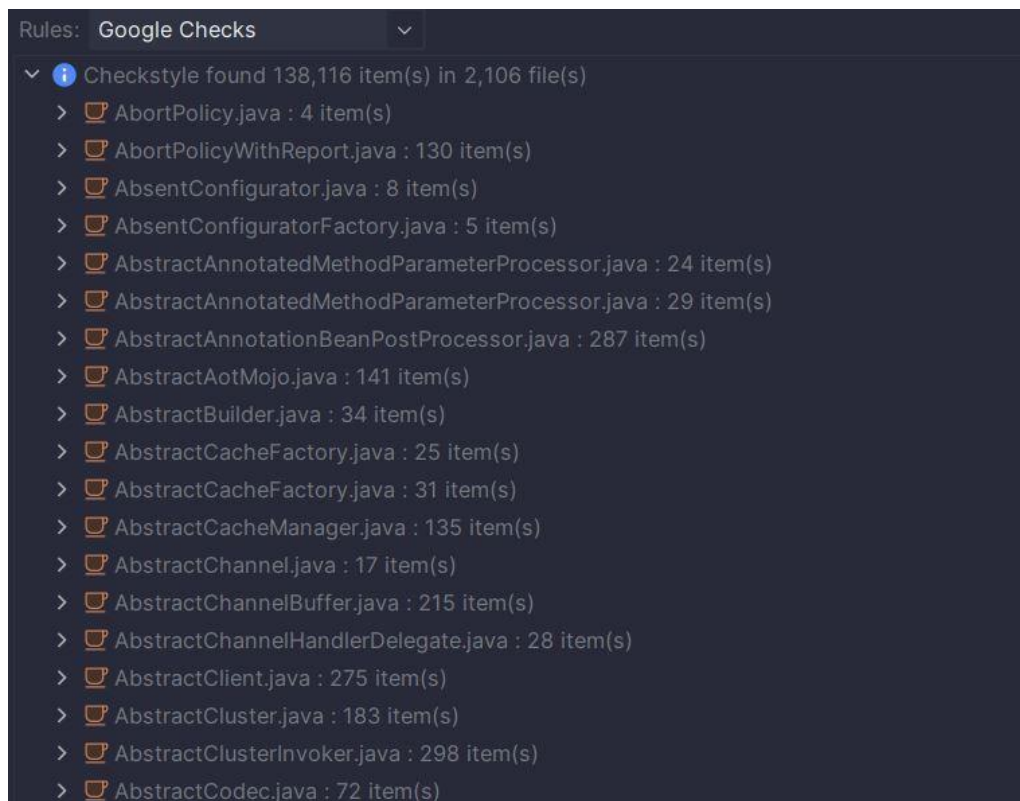 Rules: Google Checks
Checkstyle found 138,116 item(s) in 2,106 file(s)
AbortPolicy.java : 4 item(s)
AbortPolicyWithReport.java : 130 item(s)
AbsentConfigurator.java : 8 item(s)
AbsentConfiguratorFactory.java : 5 item(s)
AbstractAnnotatedMethodParameterProcessor.java : 24 item(s)
AbstractAnnotatedMethodParameterProcessor.java : 29 item(s)
AbstractAnnotationBeanPostProcessor.java : 287 item(s)
AbstractAotMojo.java : 141 item(s)
AbstractBuilder.java : 34 item(s)
AbstractCacheFactory.java : 25 item(s)
AbstractCacheFactory.java : 31 item(s)
AbstractCacheManager.java : 135 item(s)
AbstractChannel.java : 17 item(s)
AbstractChannelBuffer.java : 215 item(s)
AbstractChannelHandlerDelegate.java : 28 item(s)
AbstractClient.java : 275 item(s)
AbstractCluster.java : 183 item(s)
AbstractClusterInvoker.java : 298 item(s)
AbstractCodec.java : 72 item(s)